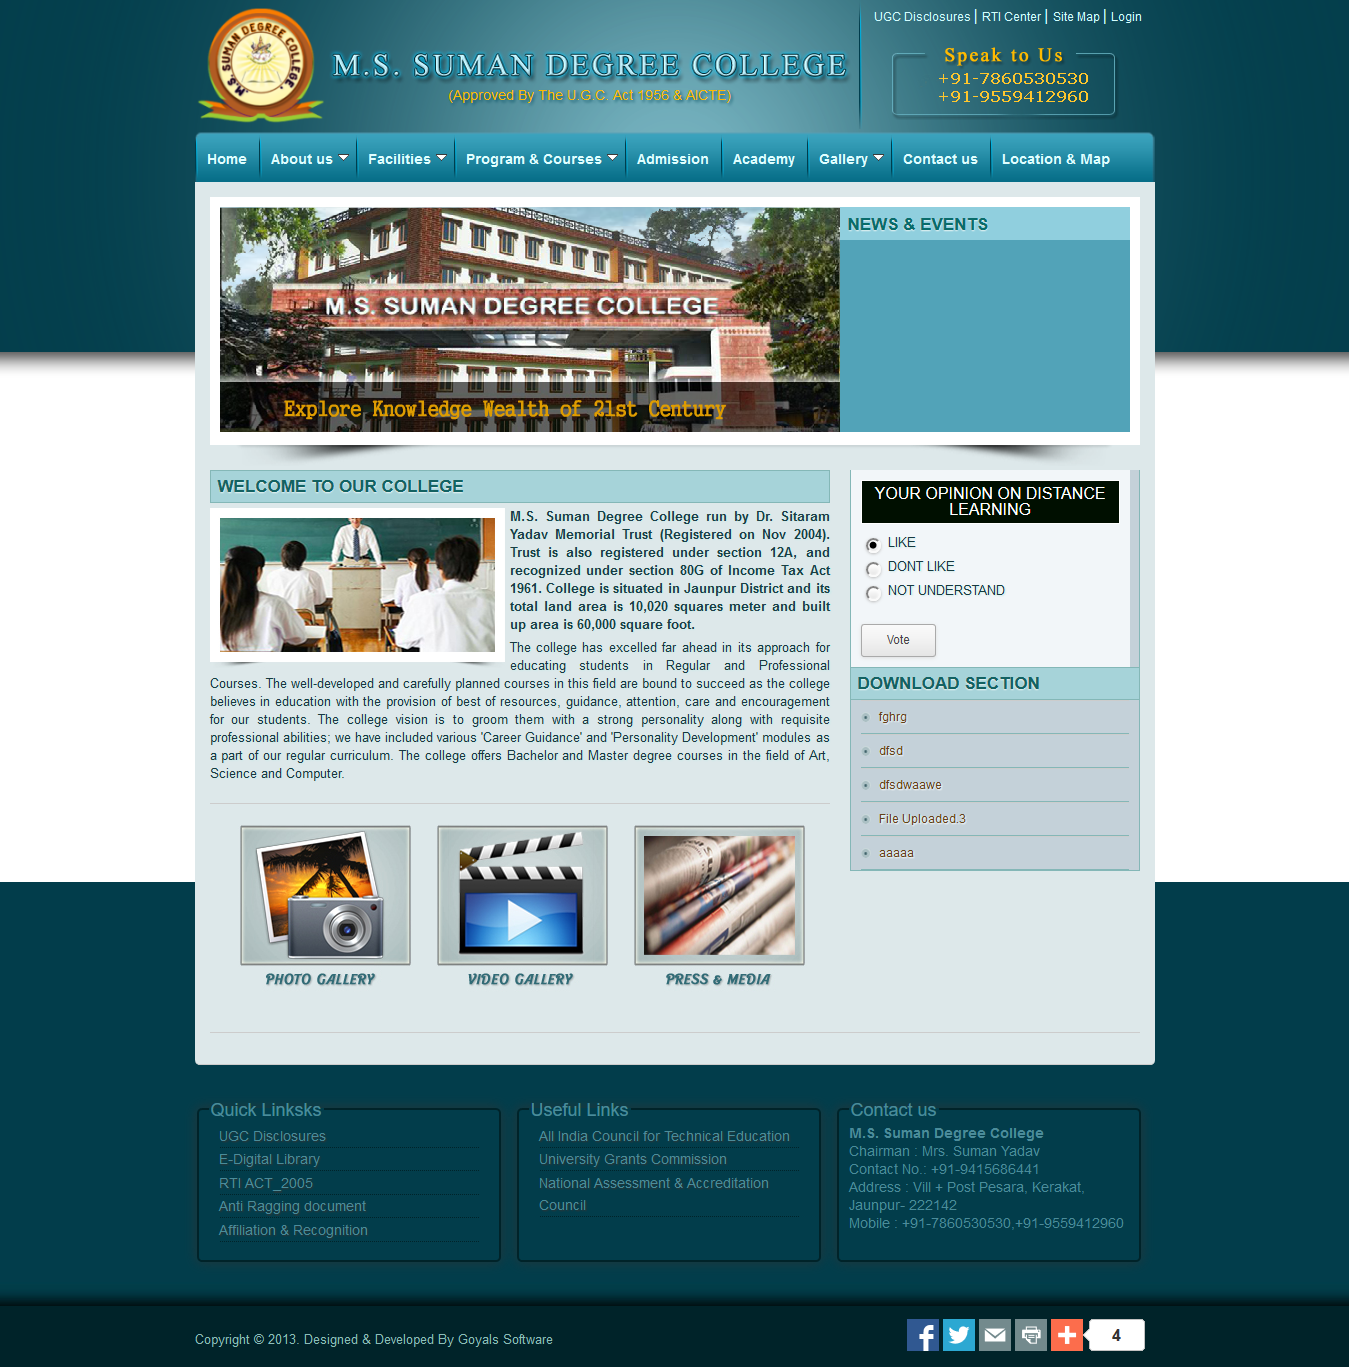 UGC Disclosures | RTI Center | Site Map | Login
M.S. SUMAN DEGREE COLLEGE
M.S. SUMAN DEGREE COLLEGE
(Approved By The U.G.C. Act 1956 & AICTE)
Speak to Us
+91-7860530530
+91-9559412960
Home About us Facilities Program & Courses Admission Academy Gallery Contact us Location & Map
M.S. SUMAN DEGREE COLLEGE
Explore Knowledge Wealth of 21st Century
NEWS & EVENTS
WELCOME TO OUR COLLEGE
M.S. Suman Degree College run by Dr. Sitaram
Yadav Memorial Trust (Registered on Nov 2004).
Trust is also registered under section 12A, and
recognized under section 80G of Income Tax Act
1961. College is situated in Jaunpur District and its
total land area is 10,020 squares meter and built
up area is 60,000 square foot.
The college has excelled far ahead in its approach for
educating students in Regular and Professional
Courses. The well-developed and carefully planned courses in this field are bound to succeed as the college
believes in education with the provision of best of resources, guidance, attention, care and encouragement
for our students. The college vision is to groom them with a strong personality along with requisite
professional abilities; we have included various 'Career Guidance' and 'Personality Development' modules as
a part of our regular curriculum. The college offers Bachelor and Master degree courses in the field of Art,
Science and Computer.
PHOTO GALLERY
VIDEO GALLERY
PRESS & MEDIA
YOUR OPINION ON DISTANCE
LEARNING
LIKE
DONT LIKE
NOT UNDERSTAND
Vote
DOWNLOAD SECTION
fghrg
dfsd
dfsdwaawe
File Uploaded.3
aaaaa
Quick Linksks
UGC Disclosures
E-Digital Library
RTI ACT_2005
Anti Ragging document
Affiliation & Recognition
Useful Links
All India Council for Technical Education
University Grants Commission
National Assessment & Accreditation
Council
Contact us
M.S. Suman Degree College
Chairman : Mrs. Suman Yadav
Contact No.: +91-9415686441
Address : Vill + Post Pesara, Kerakat,
Jaunpur- 222142
Mobile : +91-7860530530,+91-9559412960
Copyright © 2013. Designed & Developed By Goyals Software
4